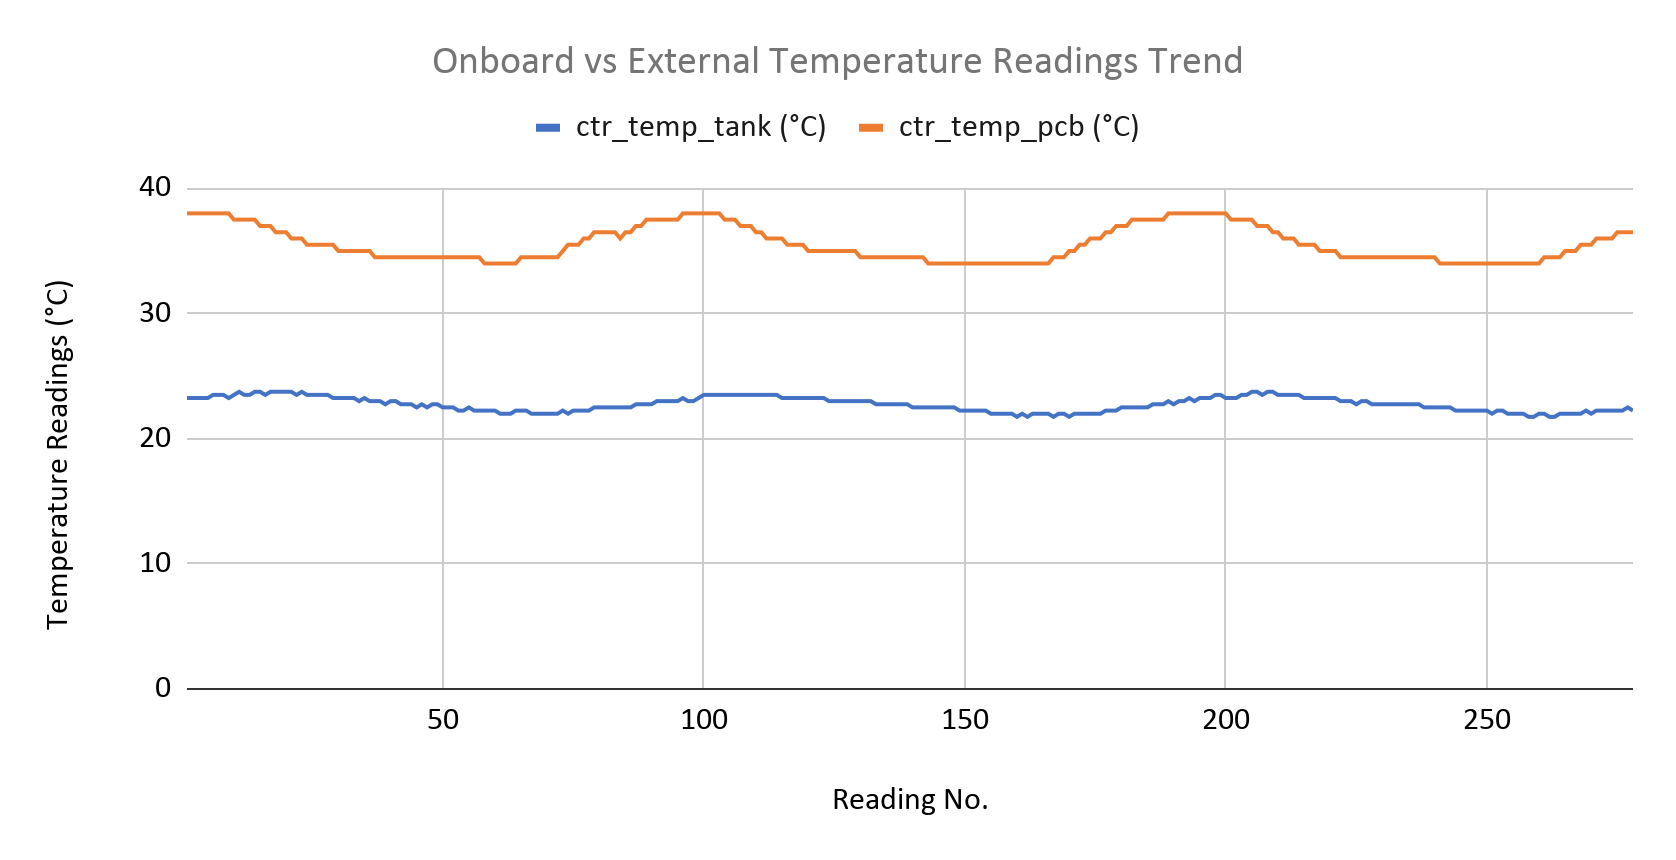 Onboard vs External Temperature Readings Trend
ctr_temp_tank (°C) ctr_temp_pcb (°C)
Temperature Readings (°C)
40
30
20
10
0
50 100 150 200 250
Reading No.